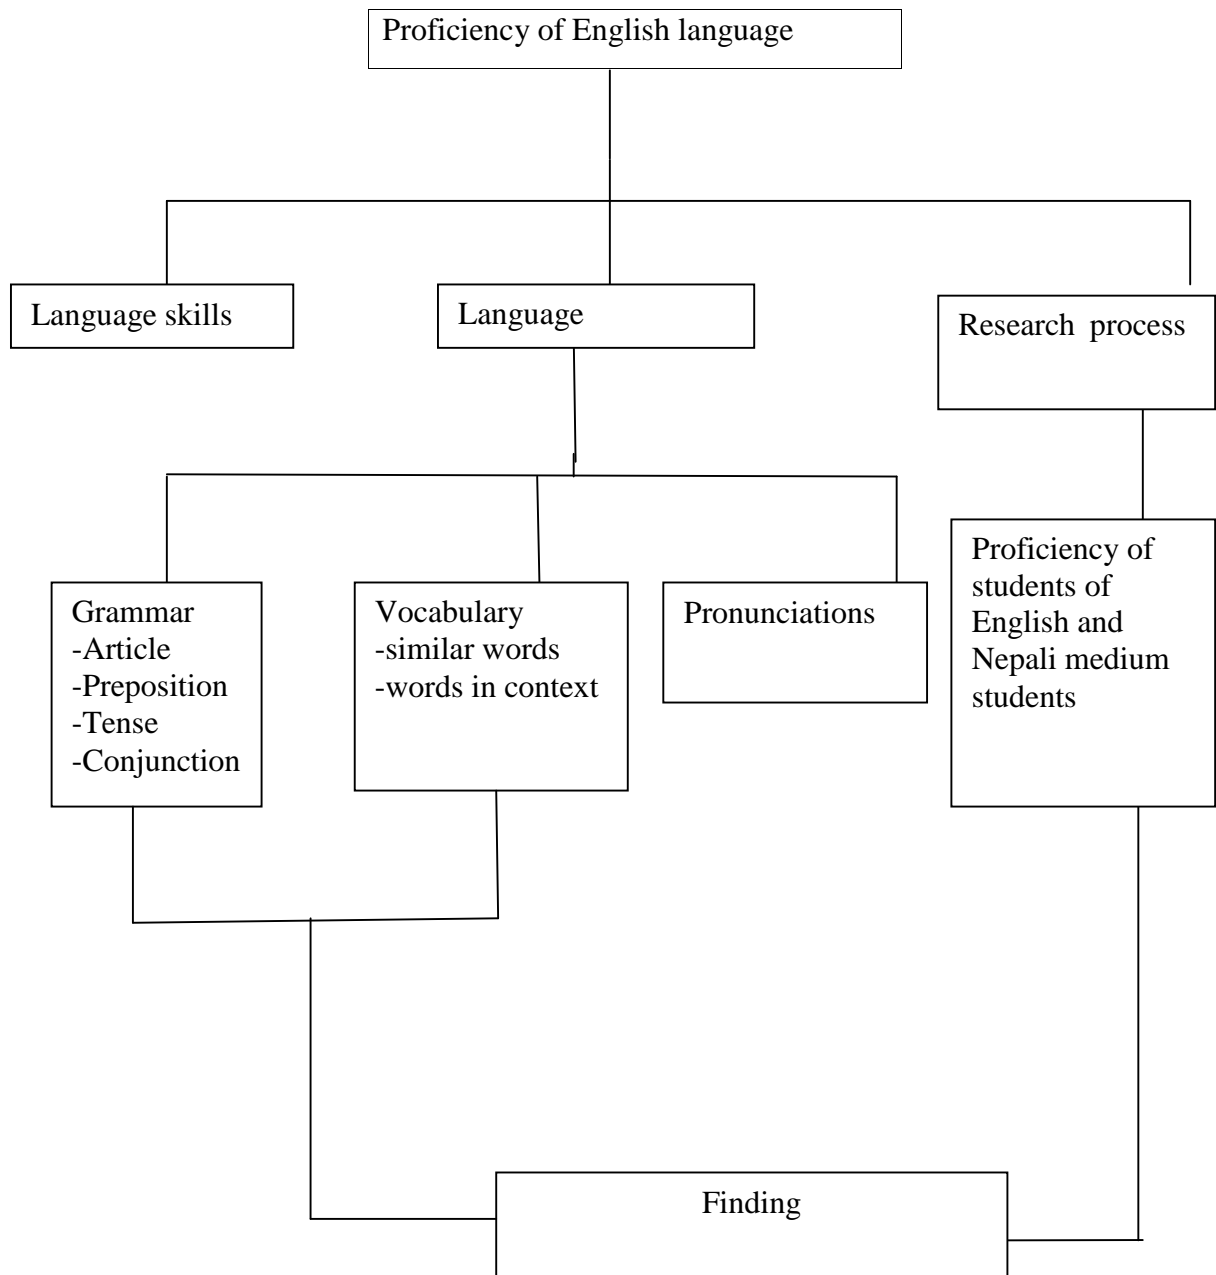 Proficiency of English language
Language skills
Language
Research process
Grammar
-Article
-Preposition
-Tense
-Conjunction
Vocabulary
-similar words
-words in context
Pronunciations
Proficiency of
students of
English and
Nepali medium
students
Finding